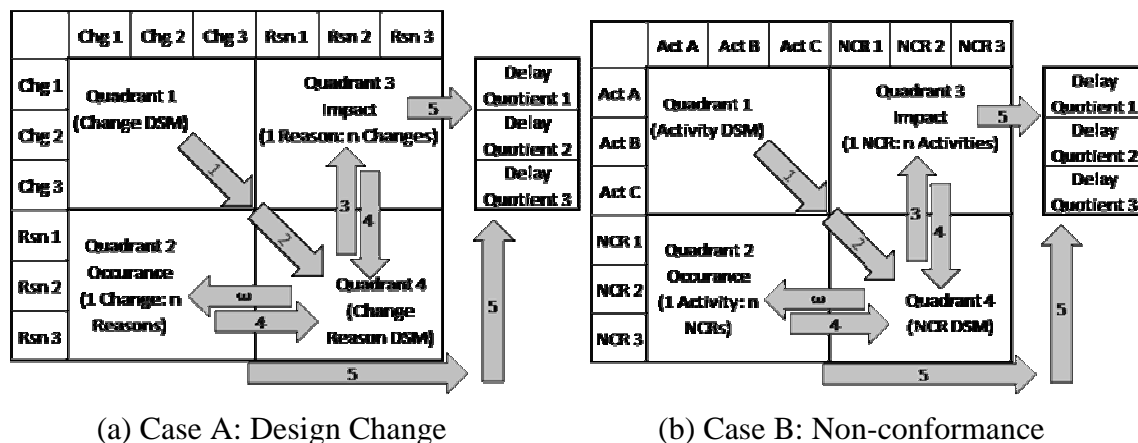 Chg 1 Chg 2 Chg 3 Rsn 1 Rsn 2 Rsn 3
Chg 1
Chg 2
Chg 3
Rsn 1
Rsn 2
Rsn 3
Quadrant 1
(Change DSM)
Quadrant 3
Impact
(1 Reason: n Changes)
Quadrant 2
Occurance
(1 Change: n
Reasons)
Quadrant 4
(Change
Reason DSM)
1
2
3
4
3
4
5
5
5
Delay
Quotient 1
Delay
Quotient 2
Delay
Quotient 3
(a) Case A: Design Change
Act A Act B Act C NCR 1 NCR 2 NCR 3
Act A
Act B
Act C
NCR 1
NCR 2
NCR 3
Quadrant 1
(Activity DSM)
Quadrant 3
Impact
(1 NCR: n Activities)
Quadrant 2
Occurance
(1 Activity: n
NCRs)
Quadrant 4
(NCR DSM)
1
2
3
4
3
4
5
5
5
Delay
Quotient 1
Delay
Quotient 2
Delay
Quotient 3
(b) Case B: Non-conformance